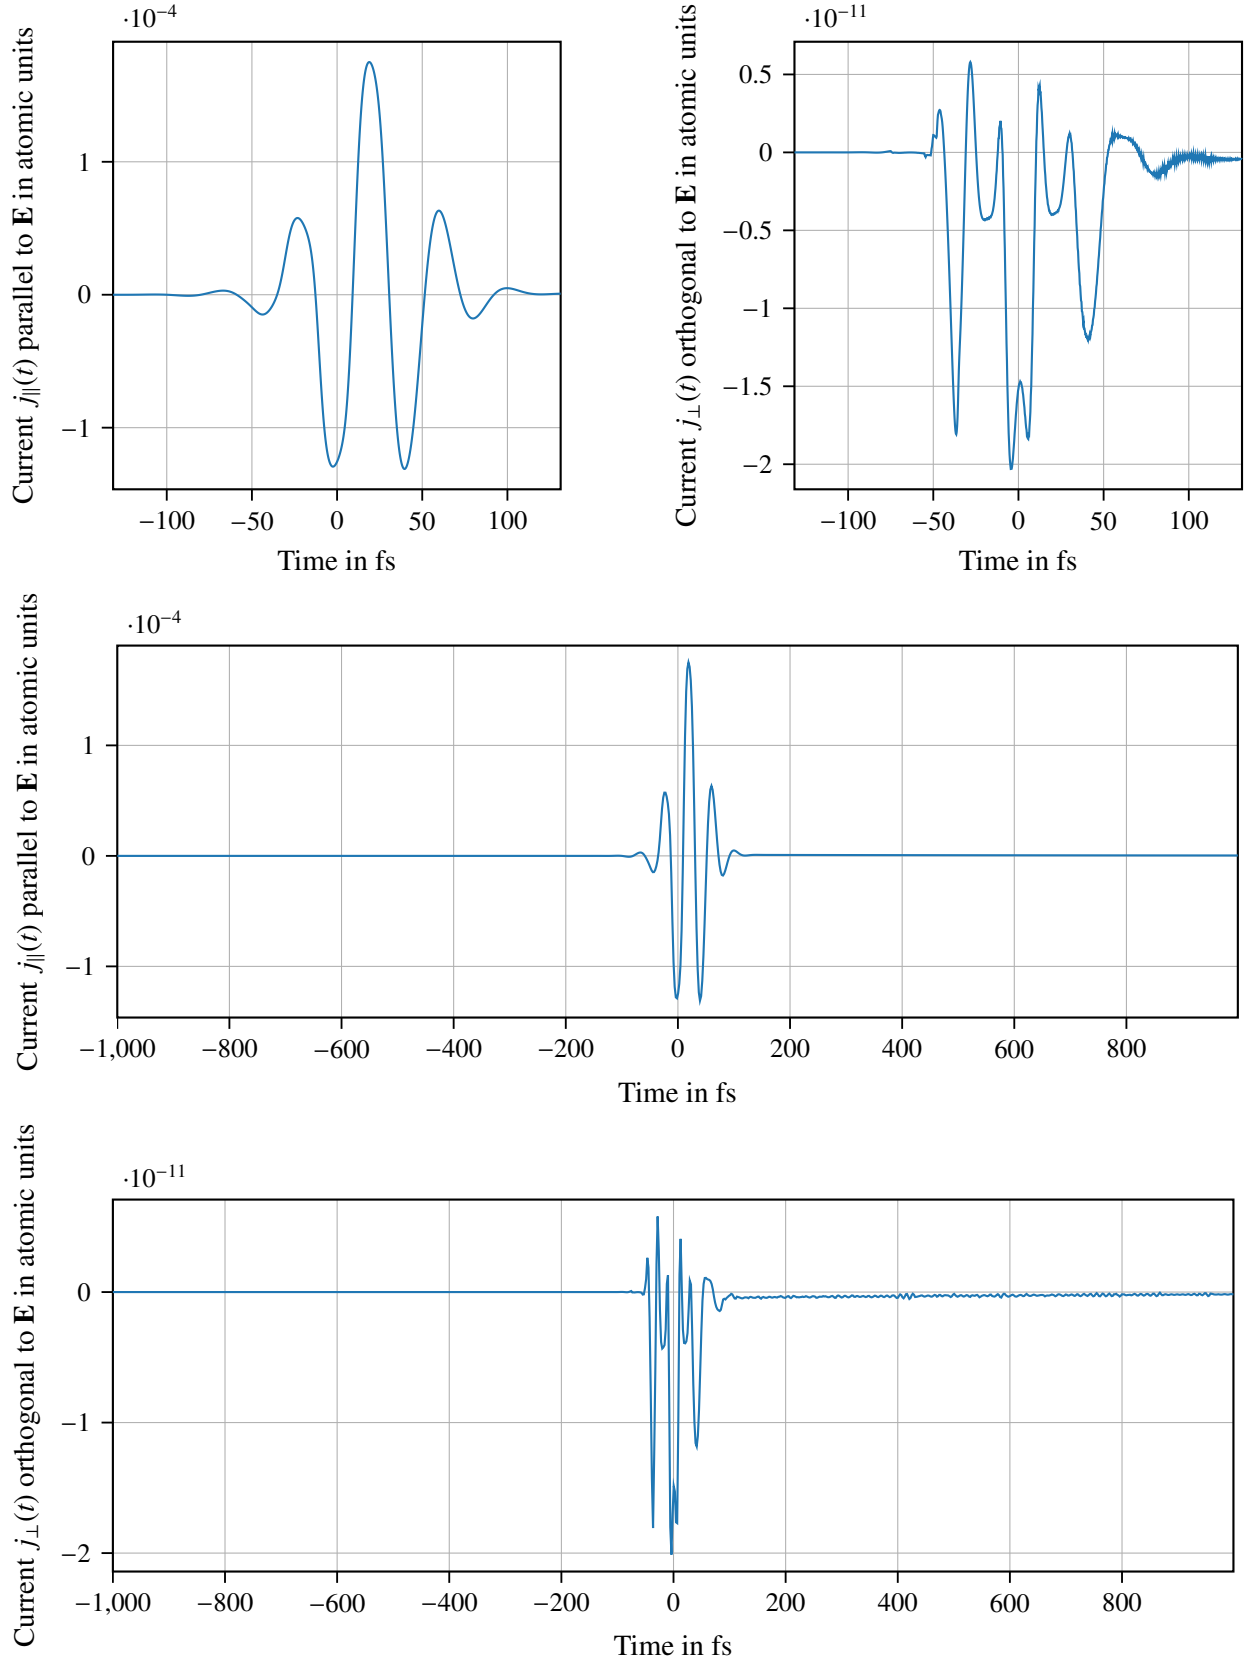 ·10−4
Current j∥(t) parallel to E in atomic units
1
0
−1
−100 −50 0 50 100
Time in fs
·10−11
Current j⊥(t) orthogonal to E in atomic units
0.5
0
−0.5
−1
−1.5
−2
−100 −50 0 50 100
Time in fs
·10−4
Current j∥(t) parallel to E in atomic units
1
0
−1
−1,000 −800 −600 −400 −200 0 200 400 600 800
Time in fs
·10−11
Current j⊥(t) orthogonal to E in atomic units
0
−1
−2
−1,000 −800 −600 −400 −200 0 200 400 600 800
Time in fs